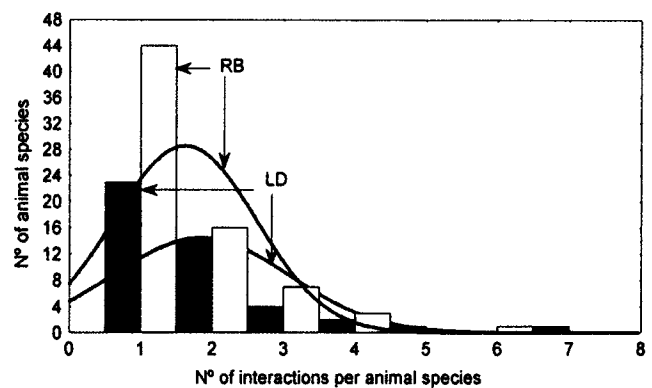 48
44
40
36
32
28
24
20
16
12
8
4
0
Nº of animal species
RB
LD
0 1 2 3 4 5 6 7 8
Nº of interactions per animal species